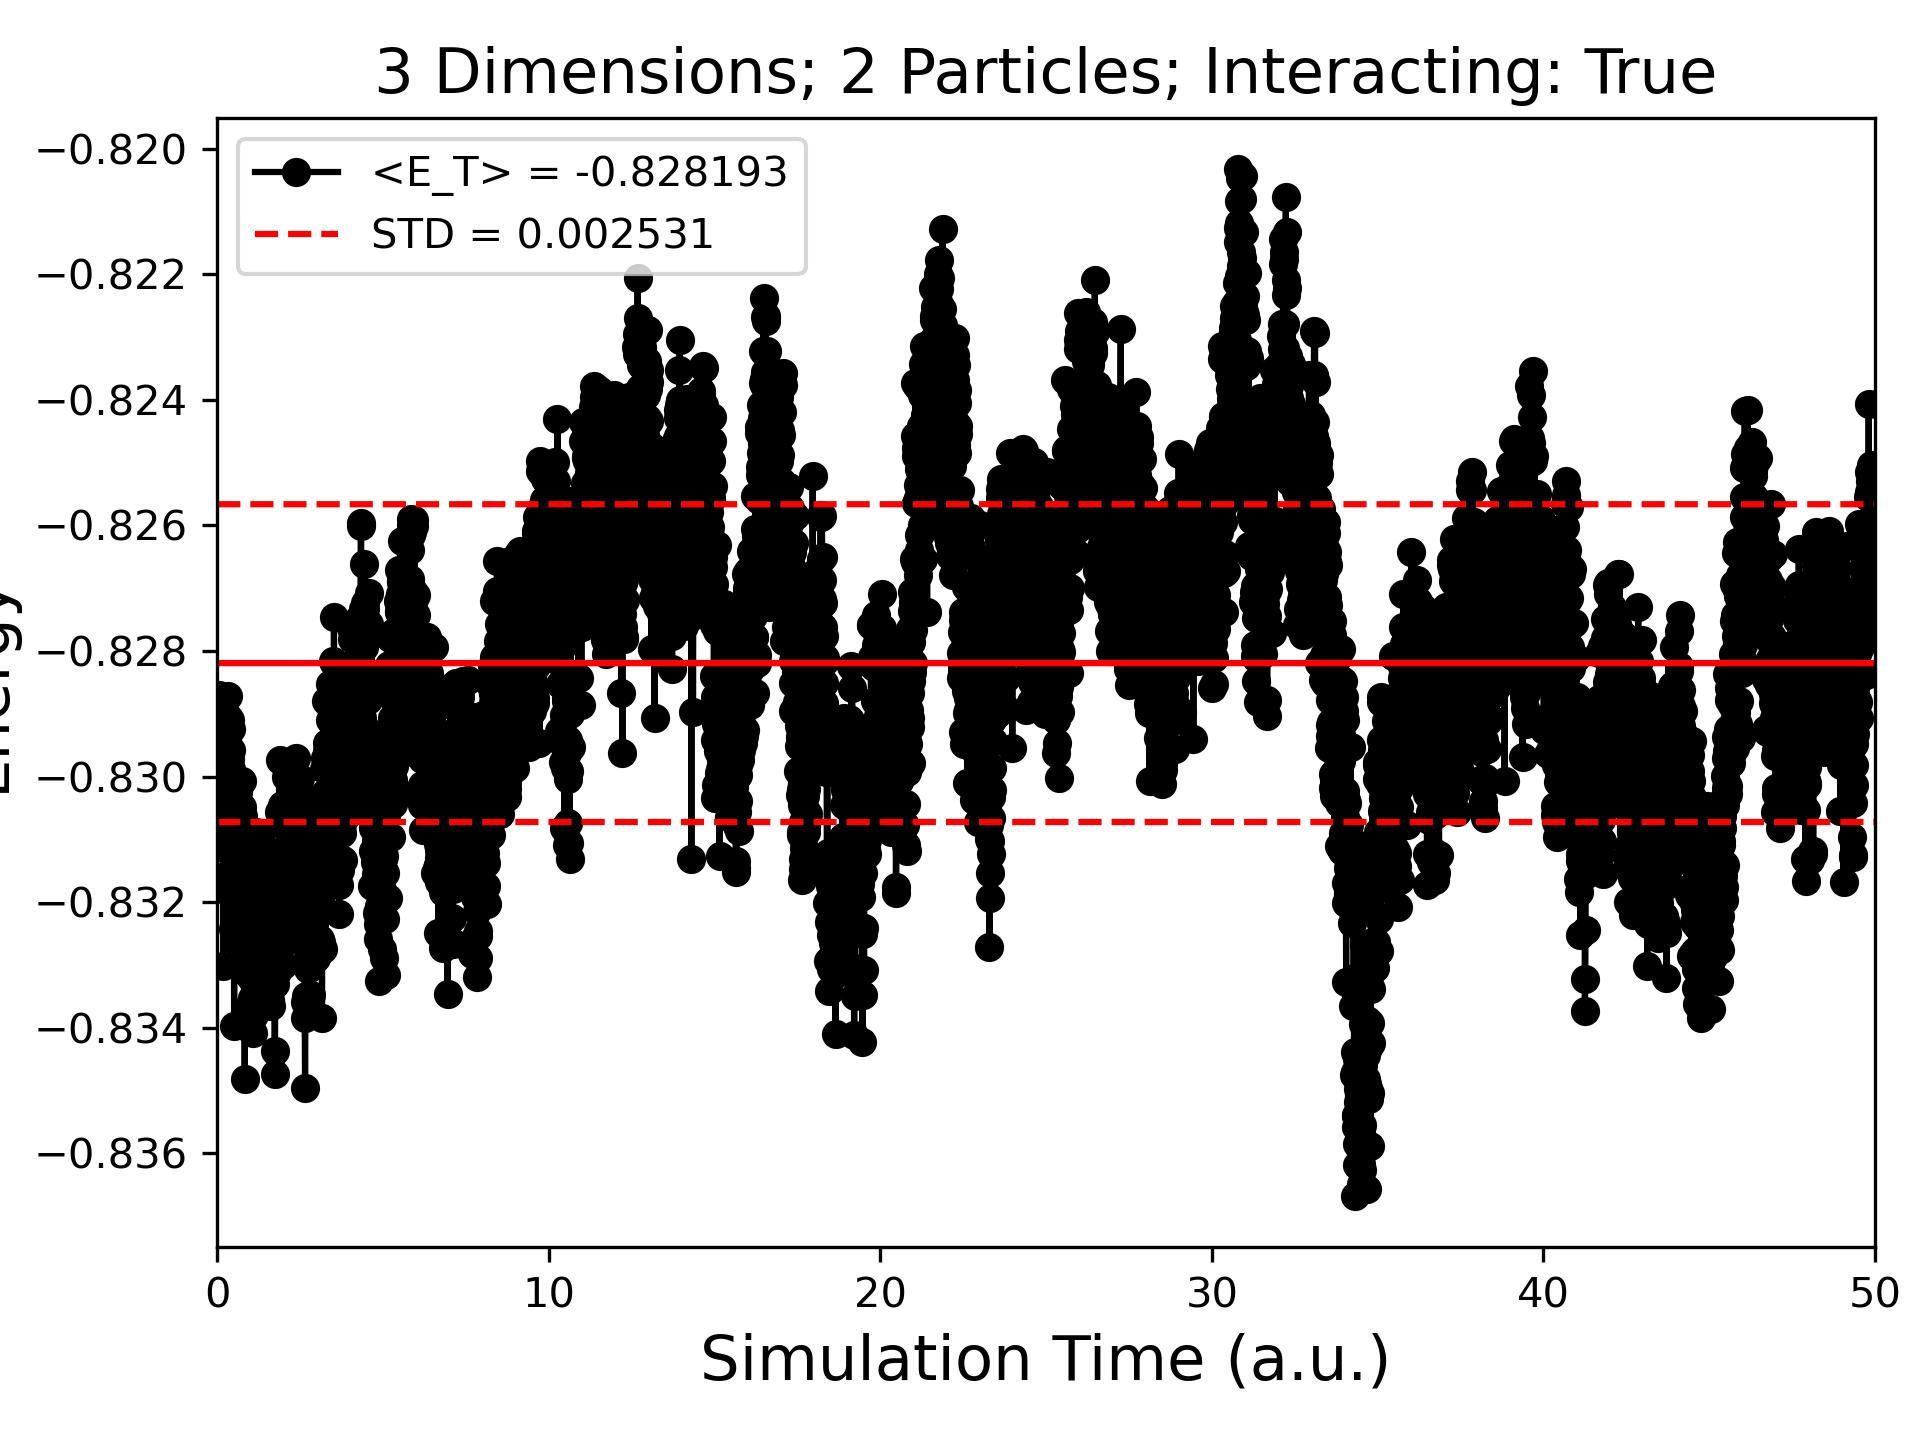 3 Dimensions; 2 Particles; Interacting: True
<E_T> = -0.828193
STD = 0.002531
−0.820
−0.822
−0.824
−0.826
−0.828
−0.830
−0.832
−0.834
−0.836
Energy
0 10 20 30 40 50
Simulation Time (a.u.)